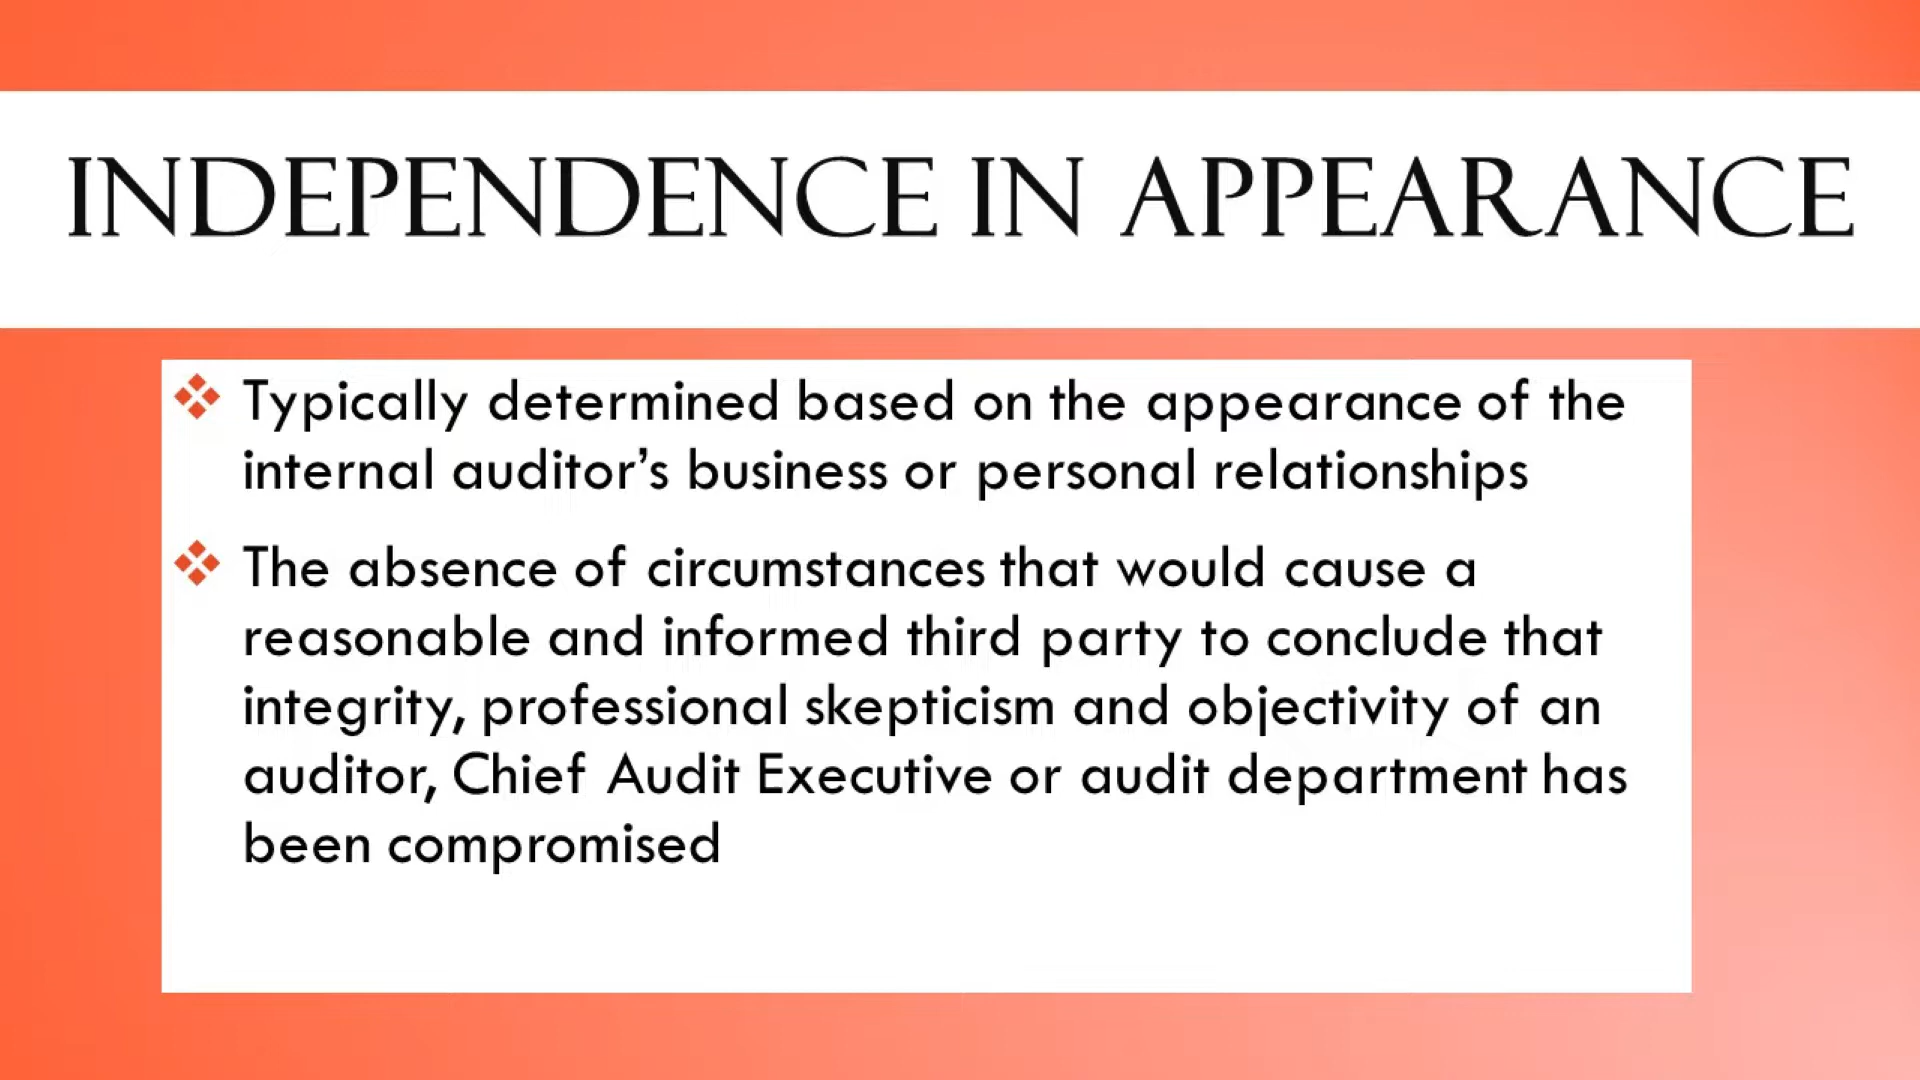 INDEPENDENCE IN APPEARANCE
Typically determined based on the appearance of the
internal auditor’s business or personal relationships
The absence of circumstances that would cause a
reasonable and informed third party to conclude that
integrity, professional skepticism and objectivity of an
auditor, Chief Audit Executive or audit department has
been compromised